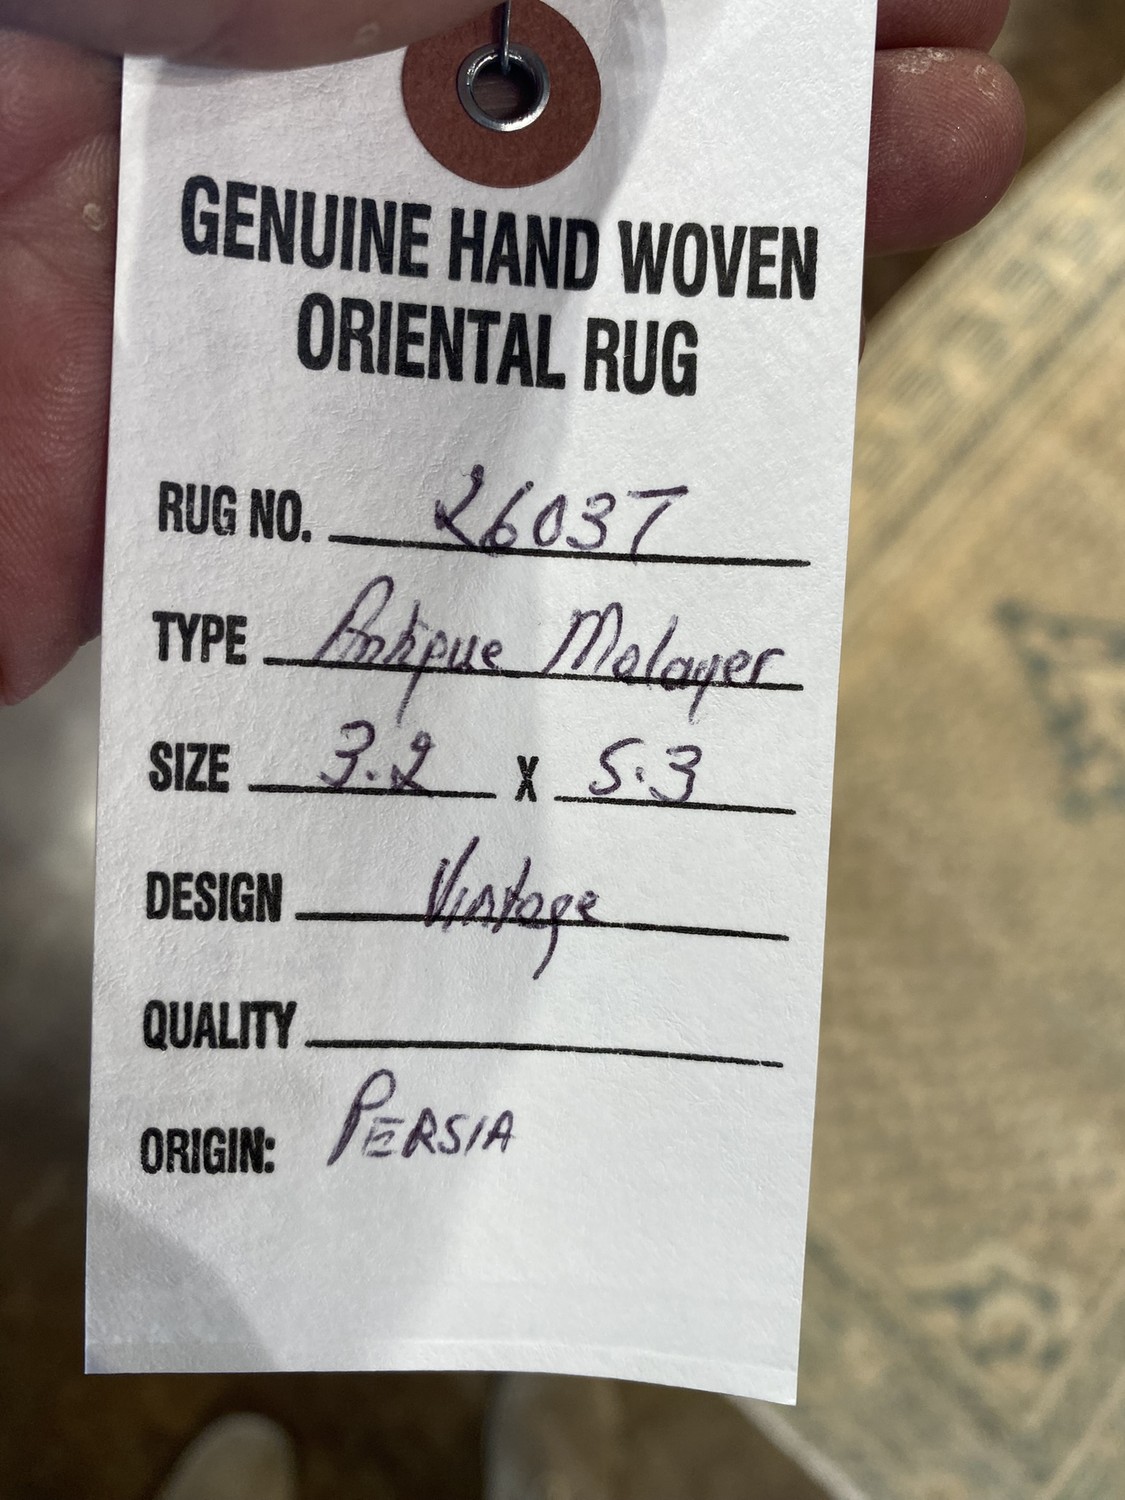 GENUINE HAND WOVEN
ORIENTAL RUG
RUG NO. 26037
TYPE Antique Malayer
SIZE 3.2 X 5.3
DESIGN Vintage
QUALITY
ORIGIN: PERSIA